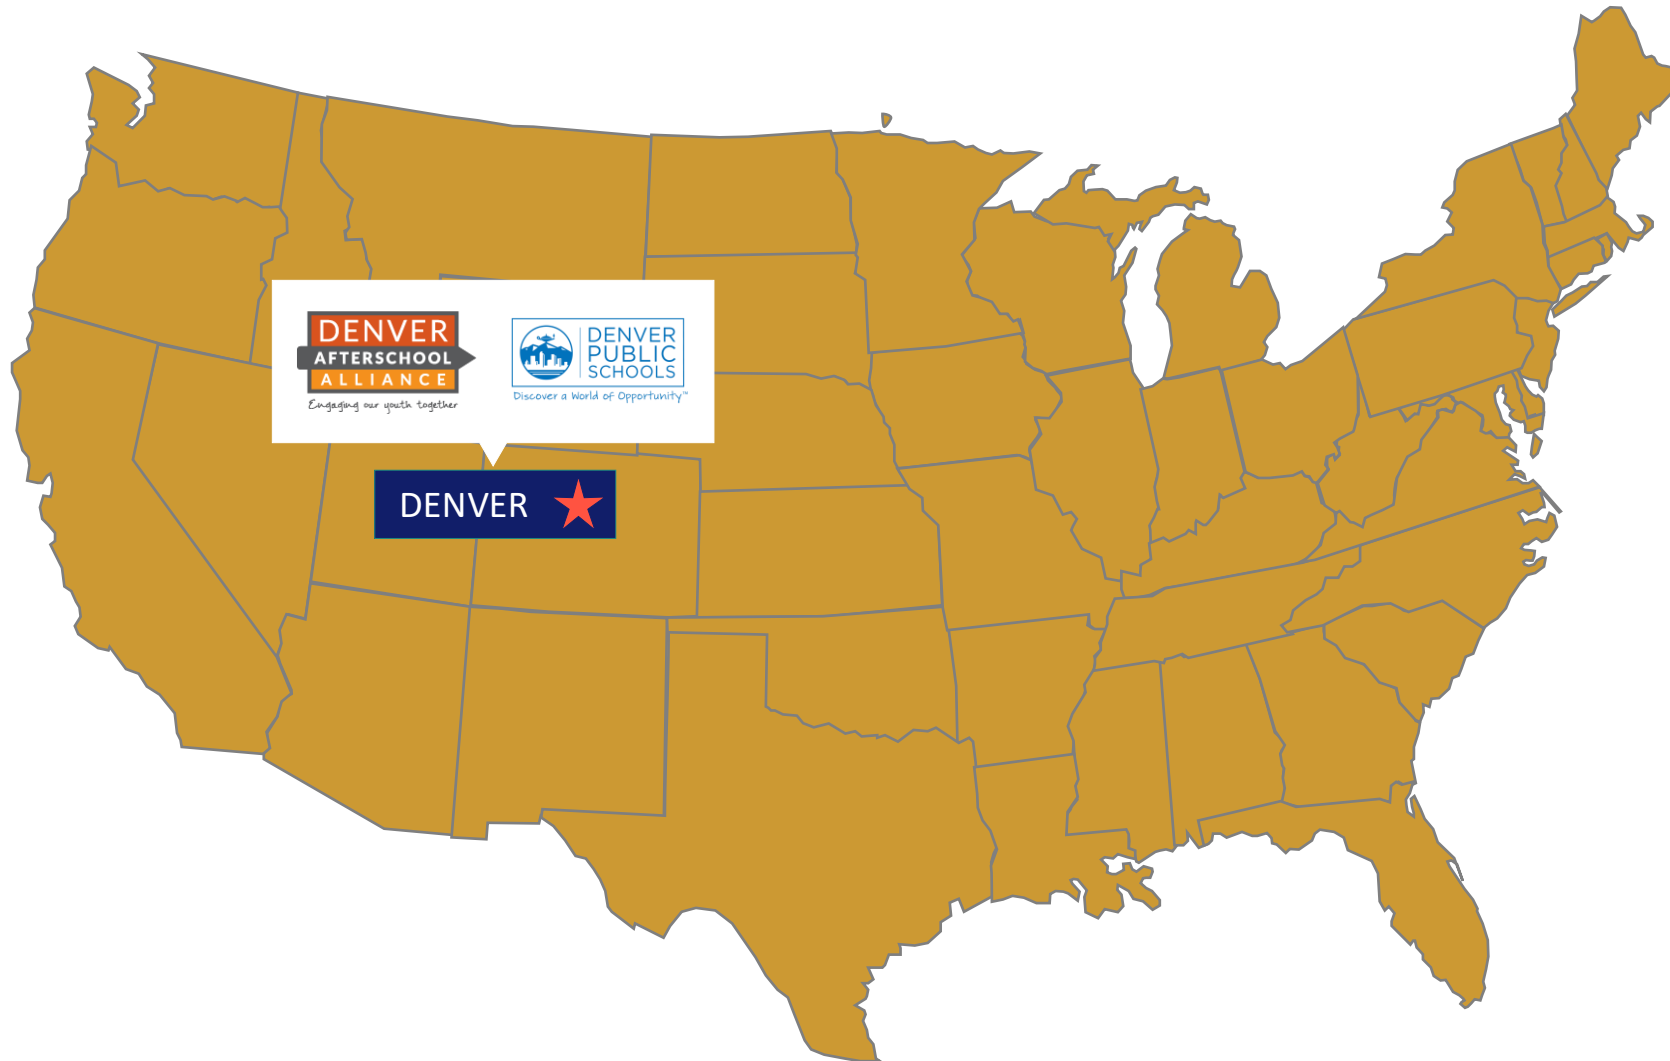 DENVER
AFTERSCHOOL
ALLIANCE
Engaging our youth together
DENVER
PUBLIC
SCHOOLS
Discover a World of Opportunity™
DENVER